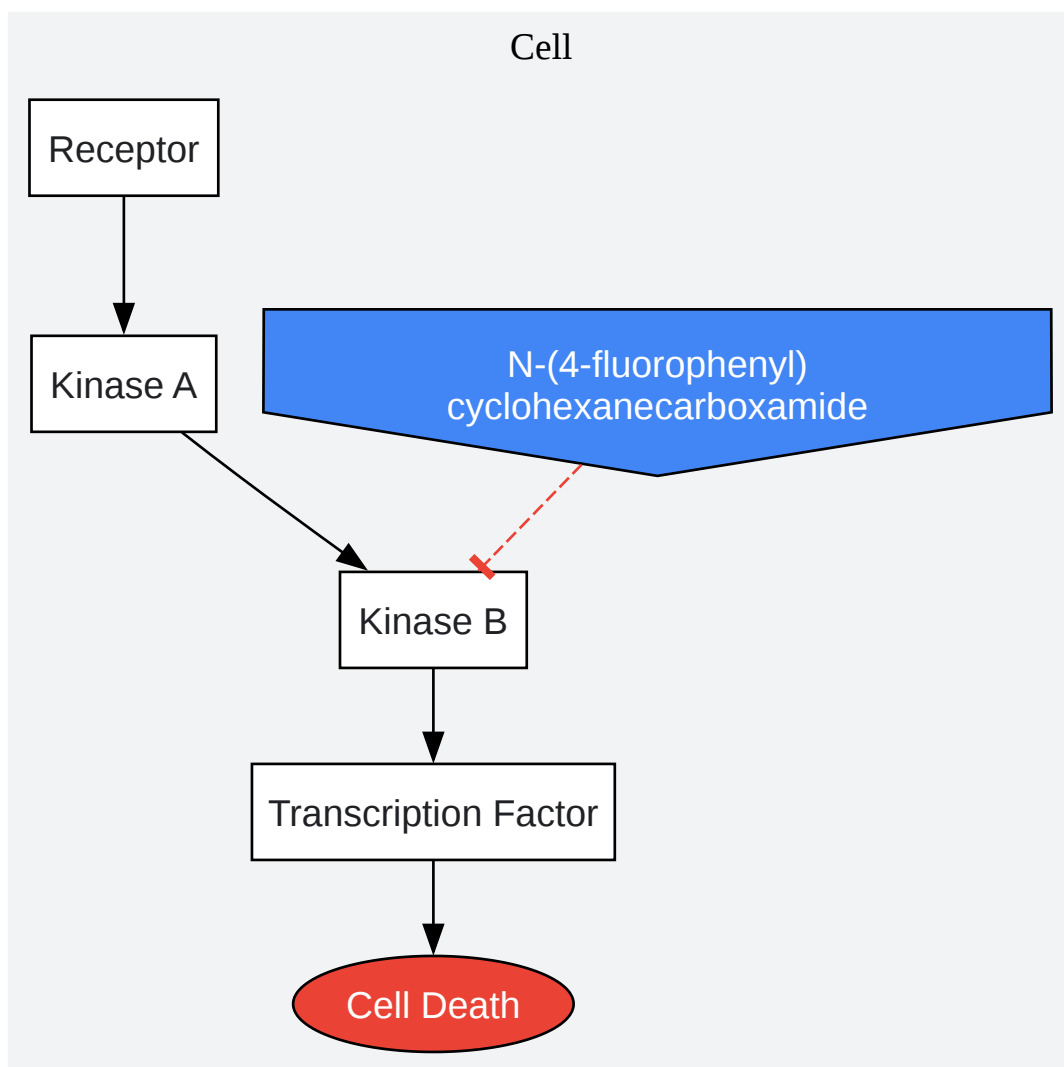 Cell
Receptor
Kinase A
N-(4-fluorophenyl)
cyclohexanecarboxamide
Kinase B
Transcription Factor
Cell Death